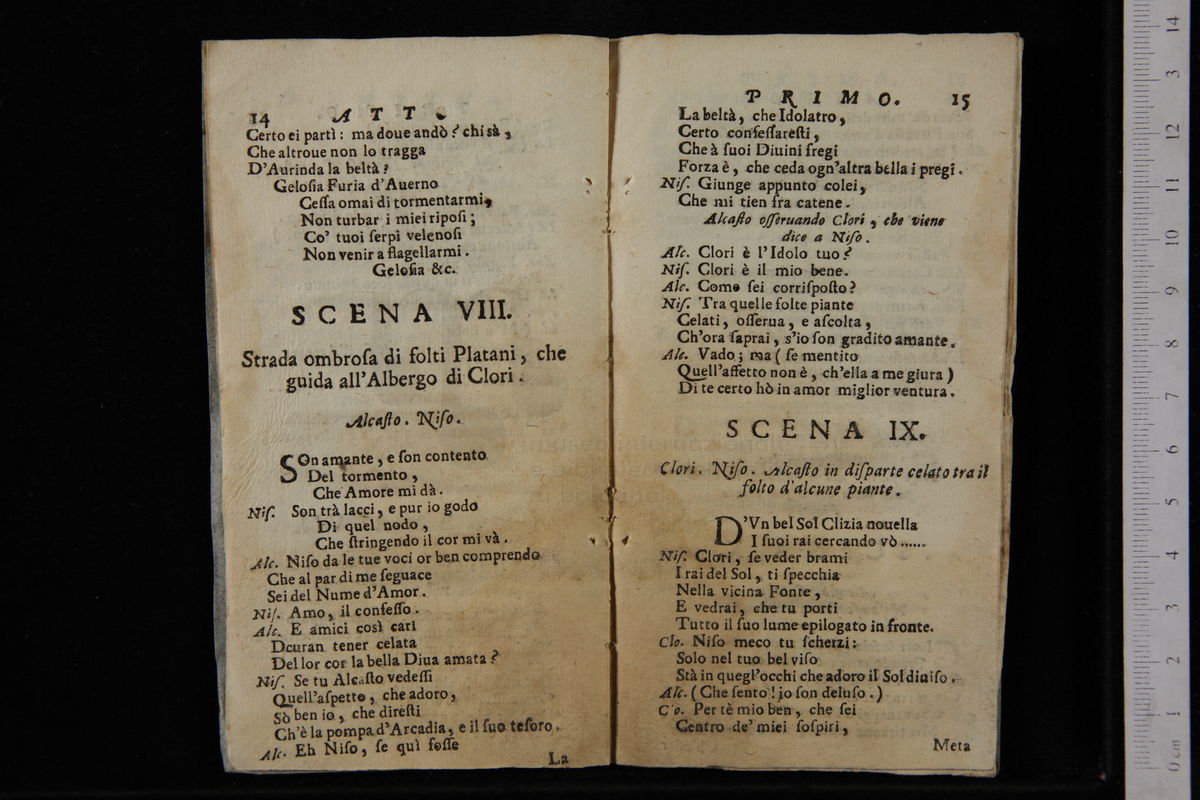 14 ATTO
Certo ei partì: ma doue andò? chi sà,
Che altroue non lo tragga
D'Aurinda la beltà?
Gelosia Furia d'Auerno
Cessa omai di tormentarmi,
Non turbar i miei riposi;
Co' tuoi serpi velenosi
Non venir a flagellarmi.
Gelosia &c.
SCENA VIII.
Strada ombrosa di folti Platani, che
guida all'Albergo di Clori.
Alcasto. Niso.
SOn amante, e son contento
Del tormento,
Che Amore mi dà.
Nis. Son trà lacci, e pur io godo
Di quel nodo,
Che stringendo il cor mi và.
Alc. Niso da le tue voci or ben comprendo
Che al par di me seguace
Sei del Nume d'Amor.
Nis. Amo, il confesso.
Alc. E amici così cari
Dcuran tener celata
Del lor cor la bella Diua amata?
Nis. Se tu Alcasto vedessi
Quell'aspetto, che adoro,
Sò ben io, che diresti
Ch'è la pompa d'Arcadia, e il suo tesoro.
Alc. Eh Niso, se quì fosse
La
PRIMO. 15
La beltà, che Idolatro,
Certo confessaresti,
Che à suoi Diuini fregi
Forza è, che ceda ogn'altra bella i pregi.
Nis. Giunge appunto colei,
Che mi tien fra catene.
Alcasto osseruando Clori, che viene
dice a Niso.
Alc. Clori è l'Idolo tuo?
Nis. Clori è il mio bene.
Alc. Come sei corrisposto?
Nis. Tra quelle folte piante
Celati, osserua, e ascolta,
Ch'ora saprai, s'io son gradito amante.
Alc. Vado; ma (se mentito
Quell'affetto non è, ch'ella a me giura)
Di te certo hò in amor miglior ventura.
SCENA IX.
Clori. Niso. Alcasto in disparte celato tra il
folto d'alcune piante.
D'Vn bel Sol Clizia nouella
I suoi rai cercando vò......
Nis. Clori, se veder brami
I rai del Sol, ti specchia
Nella vicina Fonte,
E vedrai, che tu porti
Tutto il suo lume epilogato in fronte.
Clo. Niso meco tu scherzi:
Solo nel tuo bel viso
Stà in quegl'occhi che adoro il Sol diuiso.
Alc. (Che sento! io son deluso.)
C'o. Per tè mio ben, che sei
Centro de' miei sospiri,
Meta
0 cm 1 2 3 4 5 6 7 8 9 10 11 12 13 14